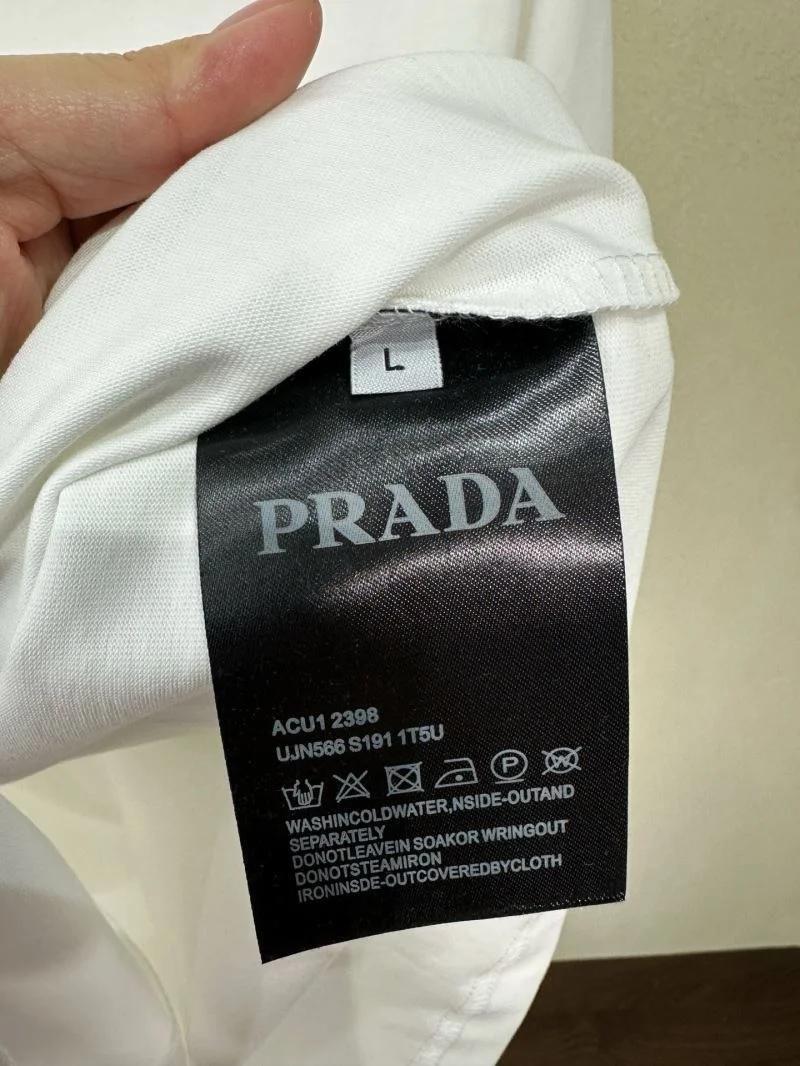 L
PRADA
ACU1 2398
UJN566 S191 1T5U
P W
WASHINCOLDWATER,NSIDE-OUTAND
SEPARATELY
DONOTLEAVEIN SOAKOR WRINGOUT
DONOTSTEAMIRON
IRONINSDE-OUTCOVEREDBYCLOTH